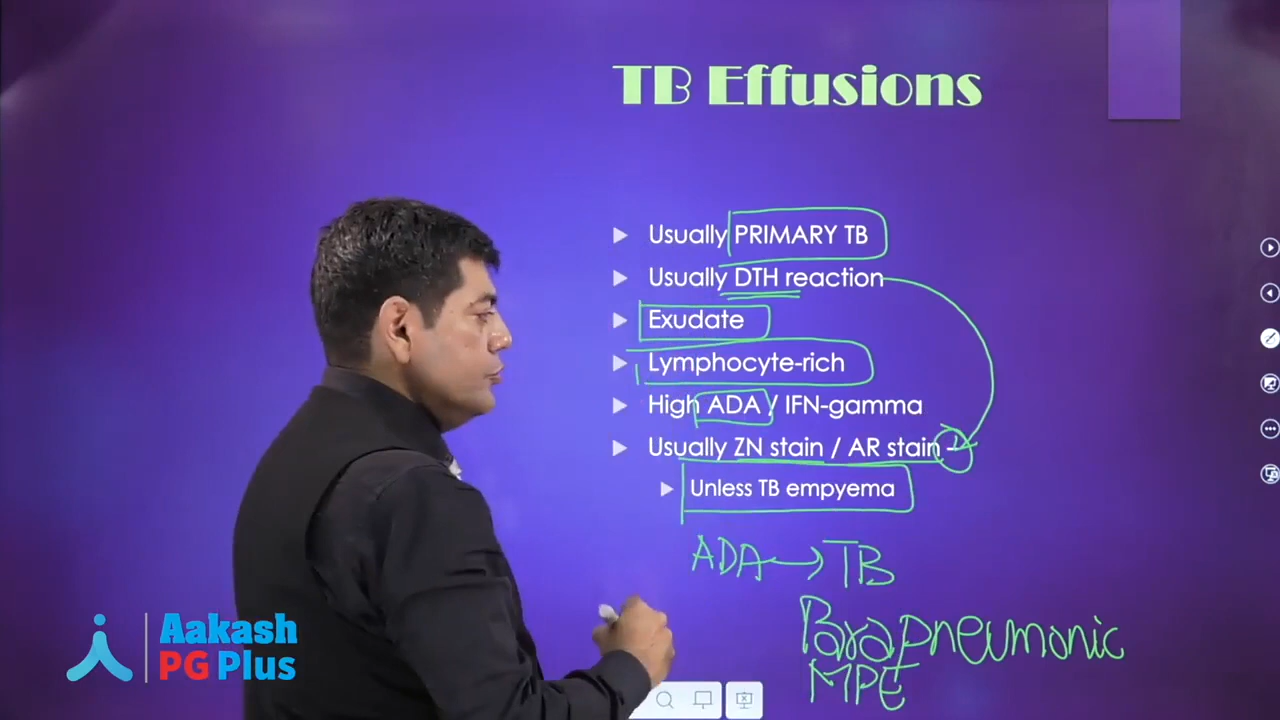 TB Effusions
Usually PRIMARY TB
Usually DTH reaction
Exudate
Lymphocyte-rich
High ADA / IFN-gamma
Usually ZN stain / AR stain -
Unless TB empyema
ADA → TB
Parapneumonic
MPE
Aakash
PG Plus